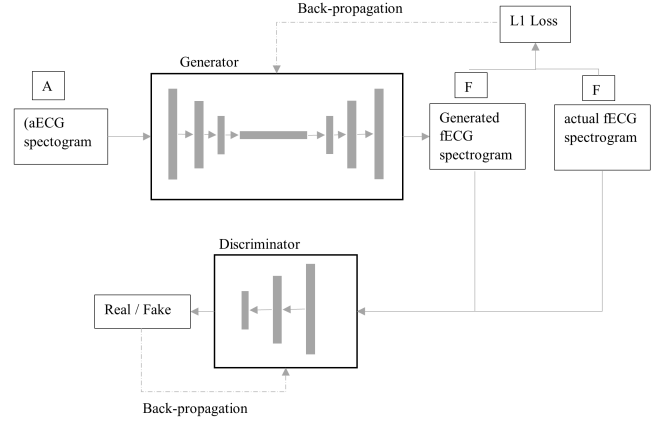 Back-propagation
L1 Loss
Generator
A
F
F
(aECG
spectogram
Generated
fECG
spectrogram
actual fECG
spectrogram
Discriminator
Real / Fake
Back-propagation